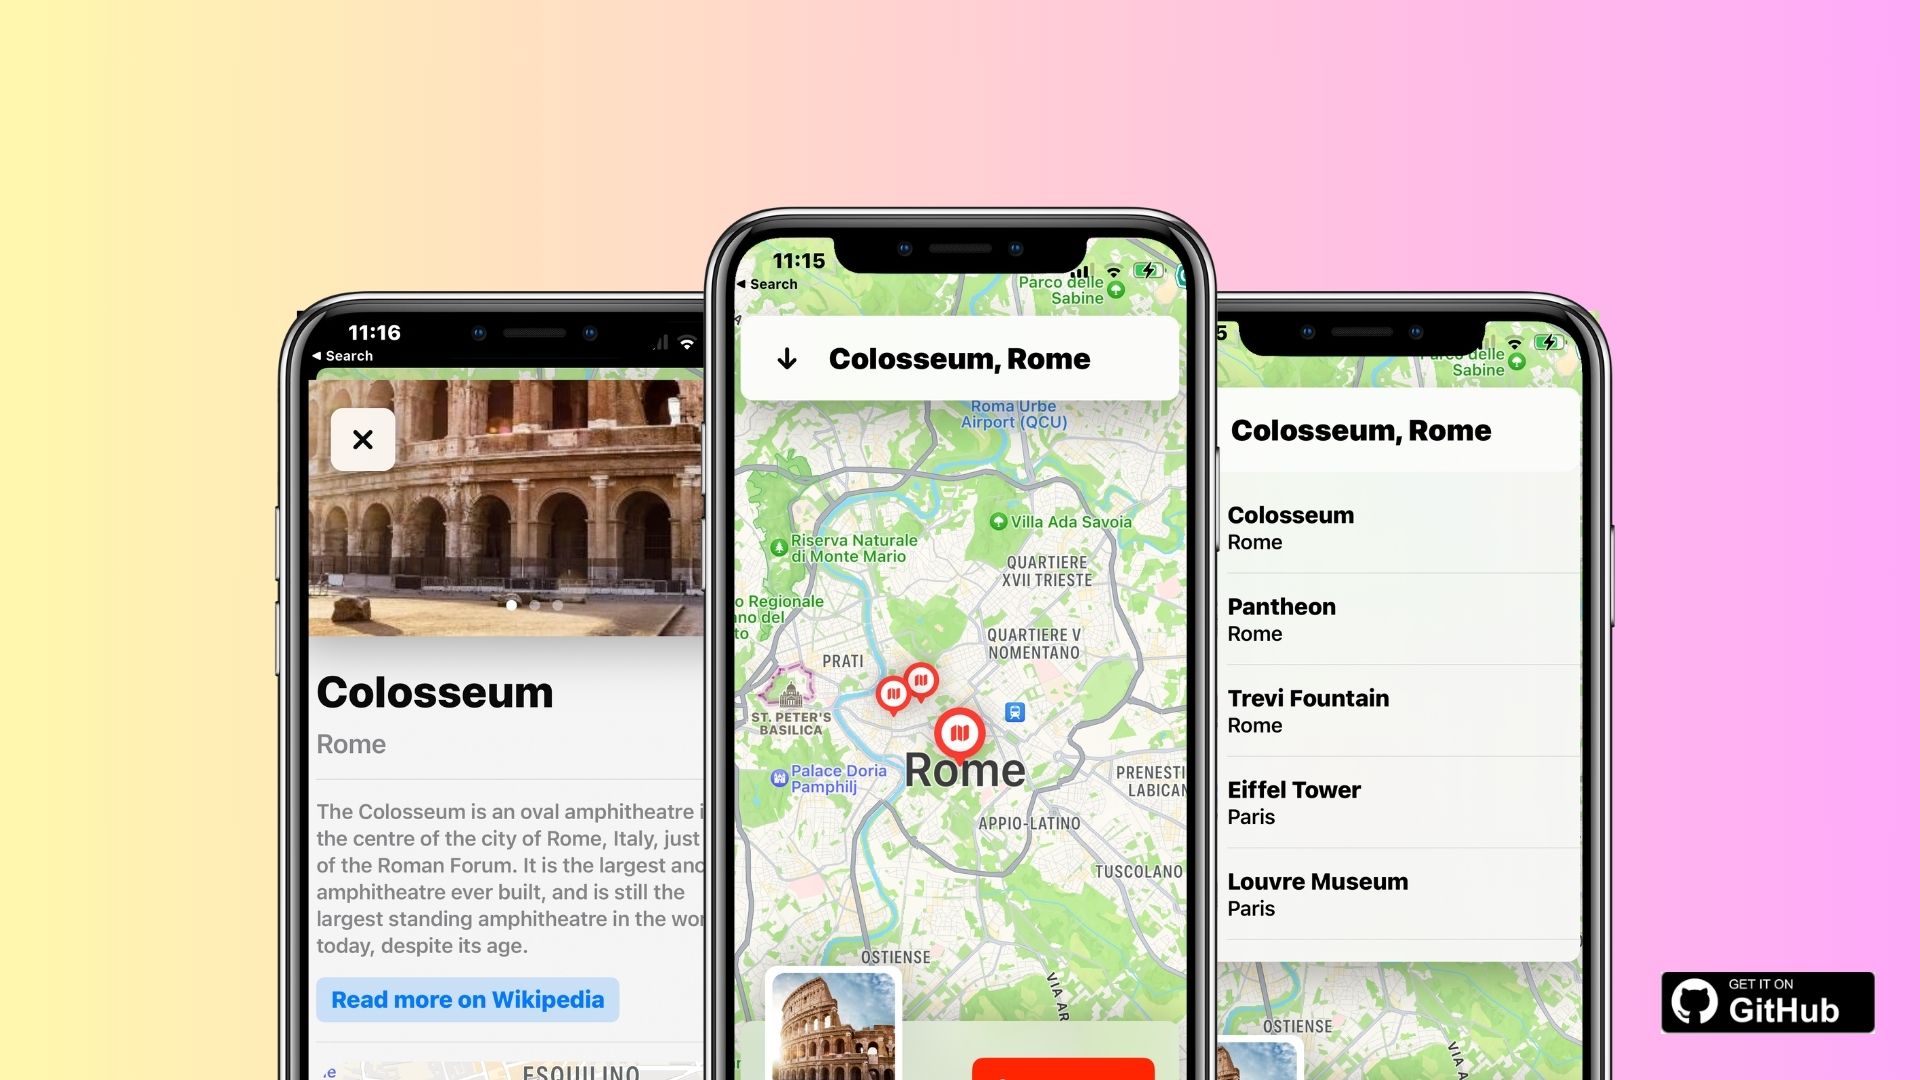 11:16
Search
Colosseum
Rome
The Colosseum is an oval amphitheatre
the centre of the city of Rome, Italy, just
of the Roman Forum. It is the largest
amphitheatre ever built, and is still the
largest standing amphitheatre in the
today, despite its age.
Read more on Wikipedia
ESQUILINO
11:15
Search
Parco delle
Sabine
Colosseum, Rome
Roma Urbe
Airport (QCU)
Villa Ada Savoia
Riserva Naturale
di Monte Mario
QUARTIERE
XVII TRIESTE
o Regionale
ano del
to
QUARTIERE V
NOMENTANO
PRATI
ST. PETER'S
BASILICA
Rome
Palace Doria
Pamphilj
PRENESTI
LABICAN
APPIO-LATINO
TUSCOLANO
OSTIENSE
VIA AR
5
Parco delle
Sabine
Colosseum, Rome
Colosseum
Rome
Pantheon
Rome
Trevi Fountain
Rome
Eiffel Tower
Paris
Louvre Museum
Paris
OSTIENSE
VIA A
GET IT ON
GitHub